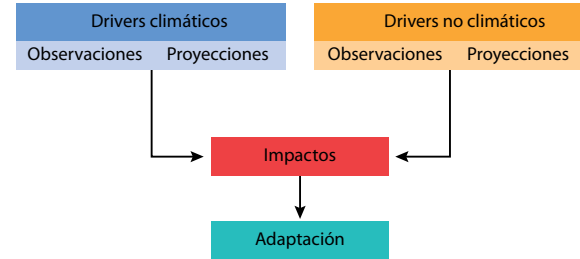 Drivers climáticos
Observaciones Proyecciones
Drivers no climáticos
Observaciones Proyecciones
Impactos
Adaptación